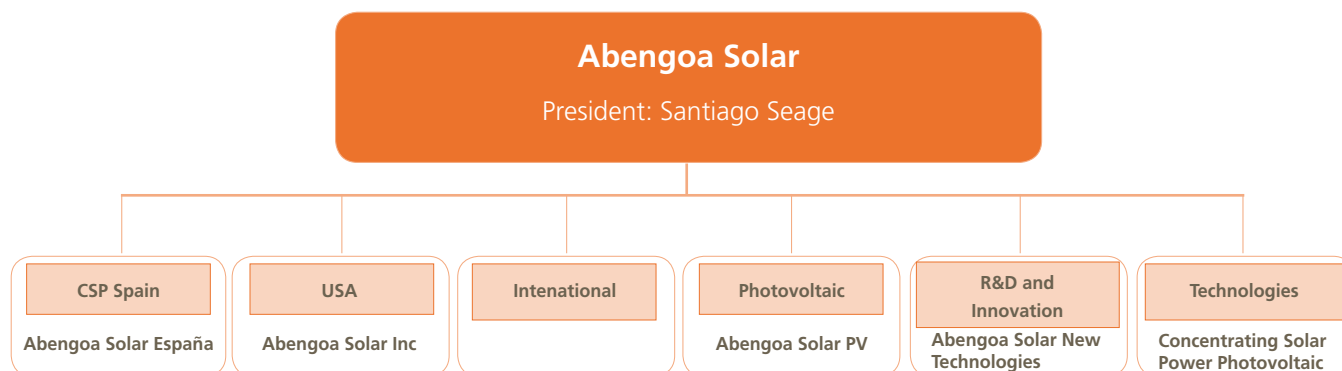 Abengoa Solar
President: Santiago Seage
CSP Spain
Abengoa Solar España
USA
Abengoa Solar Inc
Intenational
Photovoltaic
Abengoa Solar PV
R&D and
Innovation
Abengoa Solar New
Technologies
Technologies
Concentrating Solar
Power Photovoltaic